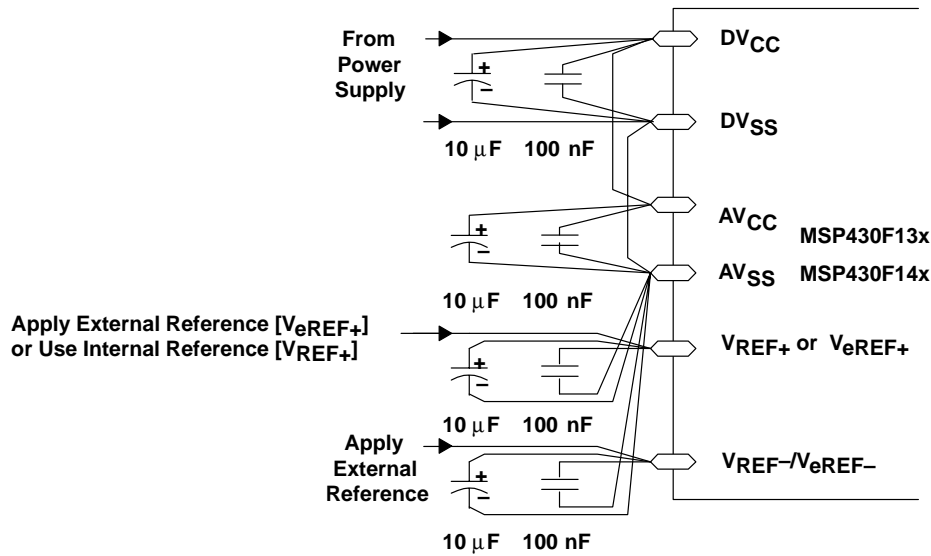 From
Power
Supply
+
−
DVCC
DVSS
10 μF 100 nF
+
−
AVCC
MSP430F13x
AVSS MSP430F14x
10 μF 100 nF
Apply External Reference [VeREF+]
or Use Internal Reference [VREF+]
+
−
VREF+ or VeREF+
10 μF 100 nF
Apply
External
Reference
+
−
VREF−/VeREF−
10 μF 100 nF